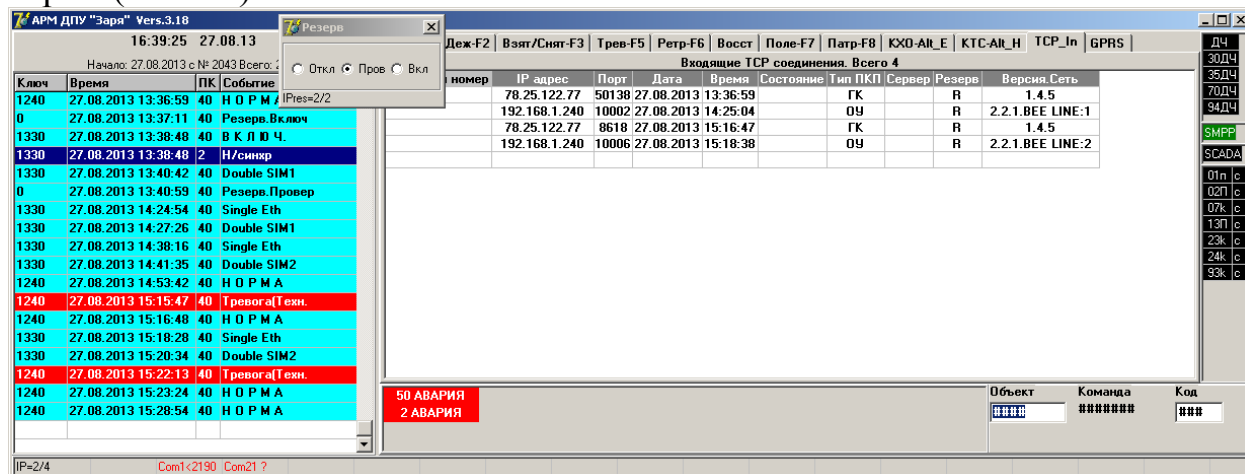 АРМ ДПУ "Заря" Vers.3.18
Резерв
16:39:25 27.08.13
Деж-F2 Взят/Снят-F3 Трев-F5 Петр-F6 Восст Поле-F7 Патр-F8 КХО-Alt_E КТС-Alt_H TCP_In GPRS
Начало: 27.08.2013 с № 2043 Всего:
Откл Пров Вкл
IPres=2/2
Входящие TCP соединения. Всего 4
Ключ Время ПК Событие
номер IP адрес Порт Дата Время Состояние Тип ПКП Сервер Резерв Версия.Сеть
78.25.122.77 50138 27.08.2013 13:36:59 ГК R 1.4.5
192.168.1.240 10002 27.08.2013 14:25:04 ОУ R 2.2.1.BEE LINE:1
78.25.122.77 8618 27.08.2013 15:16:47 ГК R 1.4.5
192.168.1.240 10006 27.08.2013 15:18:38 ОУ R 2.2.1.BEE LINE:2
1240 27.08.2013 13:36:59 40 Н О Р М А
0 27.08.2013 13:37:11 40 Резерв.Включ
1330 27.08.2013 13:38:48 40 В К Л Ю Ч.
1330 27.08.2013 13:38:48 2 Н/синхр
1330 27.08.2013 13:40:42 40 Double SIM1
0 27.08.2013 13:40:59 40 Резерв.Провер
1330 27.08.2013 14:24:54 40 Single Eth
1330 27.08.2013 14:27:26 40 Double SIM1
1330 27.08.2013 14:38:16 40 Single Eth
1330 27.08.2013 14:41:35 40 Double SIM2
1240 27.08.2013 14:53:42 40 Н О Р М А
1240 27.08.2013 15:15:47 40 Тревога(Техн.
1240 27.08.2013 15:16:48 40 Н О Р М А
1330 27.08.2013 15:18:28 40 Single Eth
1330 27.08.2013 15:20:34 40 Double SIM2
1240 27.08.2013 15:22:13 40 Тревога(Техн.
1240 27.08.2013 15:23:24 40 Н О Р М А
1240 27.08.2013 15:28:54 40 Н О Р М А
ДЧ
30ДЧ
35ДЧ
70ДЧ
94ДЧ
SMPP
SCADA
01п с
02П с
07k с
13П с
23k с
24k с
93k с
50 АВАРИЯ
2 АВАРИЯ
Объект Команда Код
#### ####### ###
IP=2/4 Com1<2190 Com21 ?